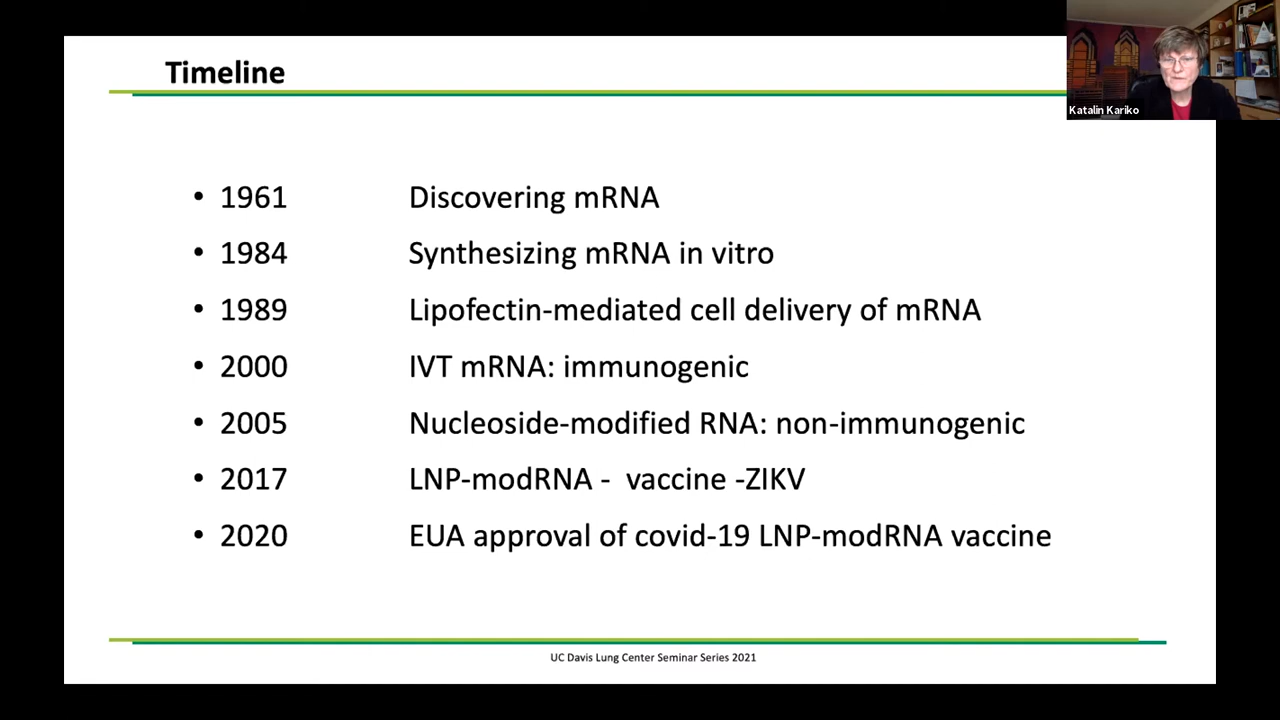 Timeline
Katalin Kariko
• 1961 Discovering mRNA
• 1984 Synthesizing mRNA in vitro
• 1989 Lipofectin-mediated cell delivery of mRNA
• 2000 IVT mRNA: immunogenic
• 2005 Nucleoside-modified RNA: non-immunogenic
• 2017 LNP-modRNA - vaccine -ZIKV
• 2020 EUA approval of covid-19 LNP-modRNA vaccine
UC Davis Lung Center Seminar Series 2021